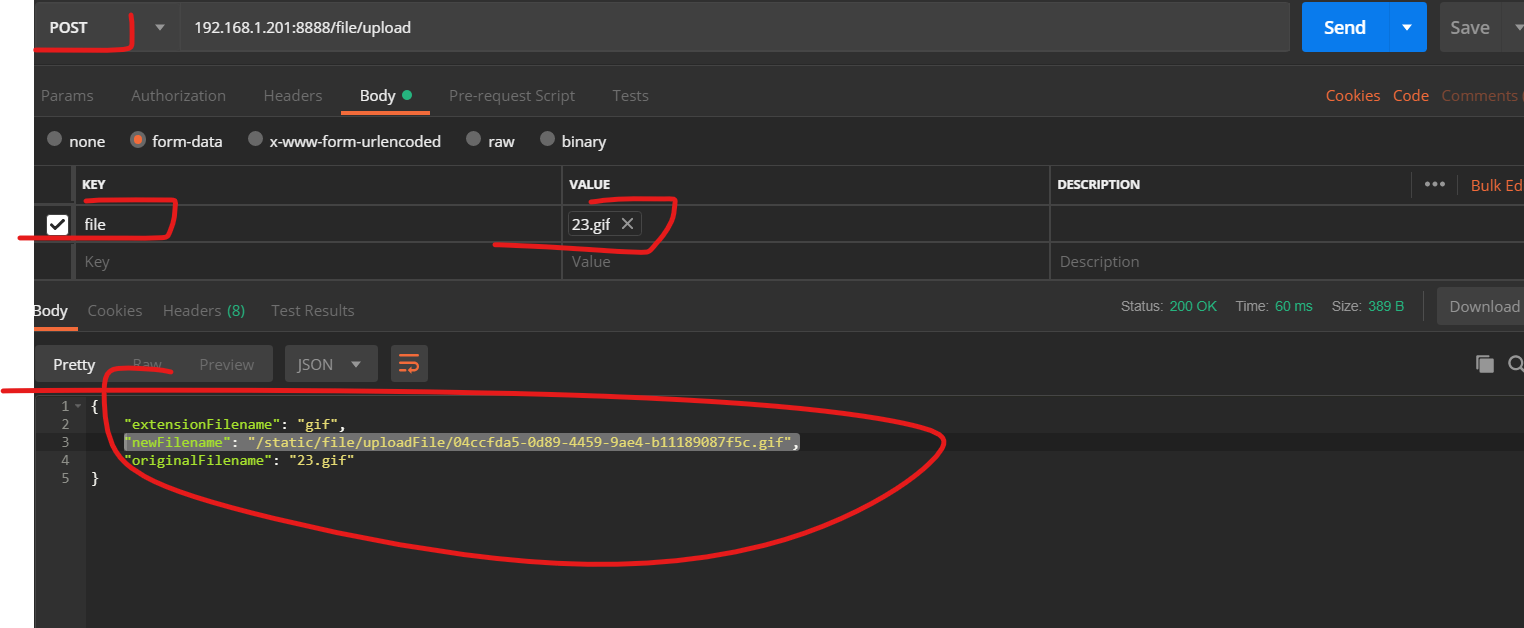 POST 192.168.1.201:8888/file/upload Send Save
Params Authorization Headers Body Pre-request Script Tests Cookies Code Comments
none form-data x-www-form-urlencoded raw binary
KEY VALUE DESCRIPTION ••• Bulk Ed
file 23.gif
Key Value Description
Body Cookies Headers (8) Test Results Status: 200 OK Time: 60 ms Size: 389 B Download
Pretty Raw Preview JSON
1 {
2 "extensionFilename": "gif",
3 "newFilename": "/static/file/uploadFile/04ccfda5-0d89-4459-9ae4-b11189087f5c.gif",
4 "originalFilename": "23.gif"
5 }